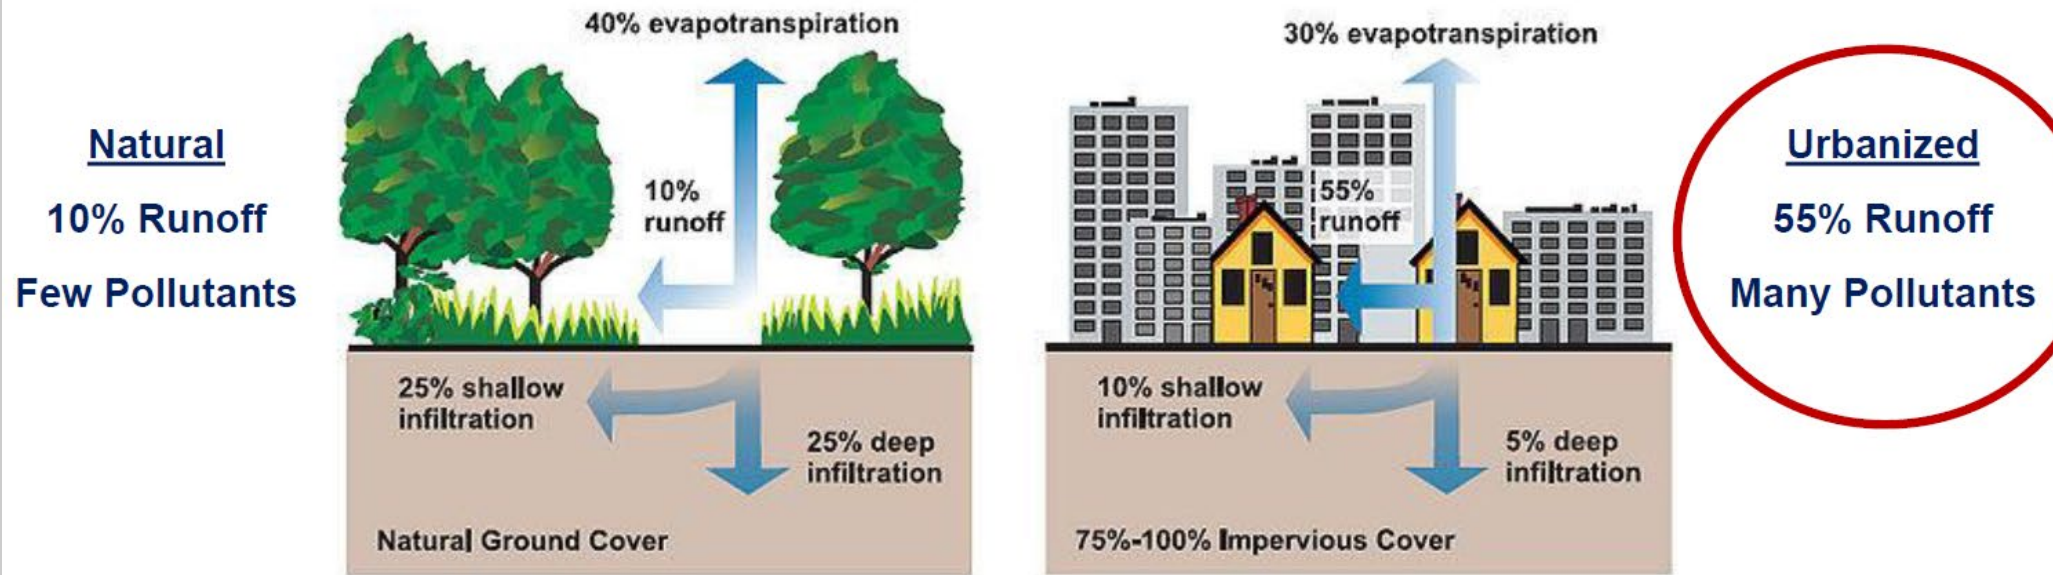 Natural
10% Runoff
Few Pollutants
40% evapotranspiration
10%
runoff
25% shallow
infiltration
25% deep
infiltration
Natural Ground Cover
30% evapotranspiration
55%
runoff
10% shallow
infiltration
5% deep
infiltration
75%-100% Impervious Cover
Urbanized
55% Runoff
Many Pollutants